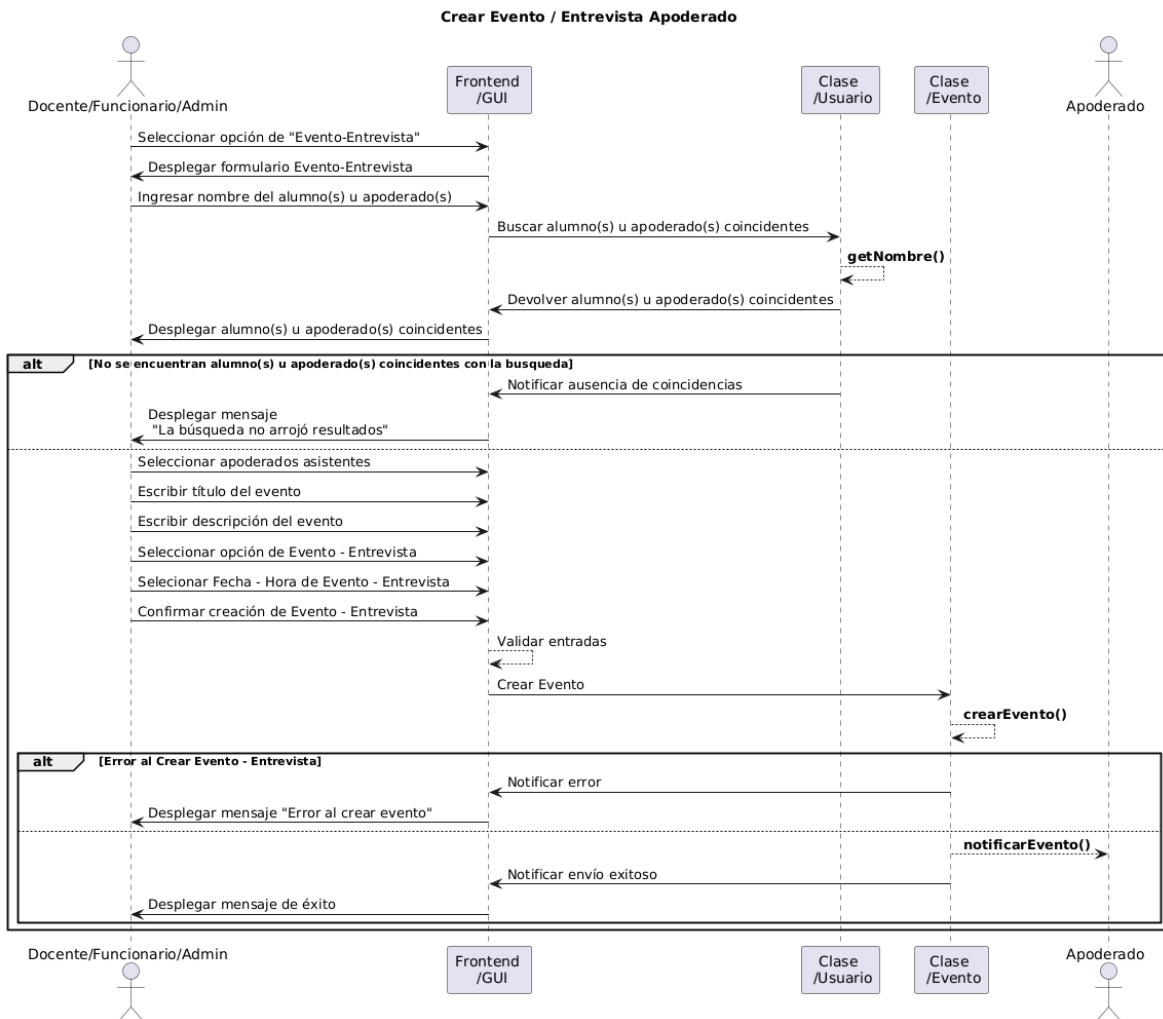 Crear Evento / Entrevista Apoderado
Docente/Funcionario/Admin
Frontend
/GUI
Clase
/Usuario
Clase
/Evento
Apoderado
Seleccionar opción de "Evento-Entrevista"
Desplegar formulario Evento-Entrevista
Ingresar nombre del alumno(s) u apoderado(s)
Buscar alumno(s) u apoderado(s) coincidentes
getNombre()
Devolver alumno(s) u apoderado(s) coincidentes
Desplegar alumno(s) u apoderado(s) coincidentes
alt [No se encuentran alumno(s) u apoderado(s) coincidentes con la busqueda]
Notificar ausencia de coincidencias
Desplegar mensaje
"La búsqueda no arrojó resultados"
Seleccionar apoderados asistentes
Escribir título del evento
Escribir descripción del evento
Seleccionar opción de Evento - Entrevista
Selecionar Fecha - Hora de Evento - Entrevista
Confirmar creación de Evento - Entrevista
Validar entradas
Crear Evento
crearEvento()
alt [Error al Crear Evento - Entrevista]
Notificar error
Desplegar mensaje "Error al crear evento"
notificarEvento()
Notificar envío exitoso
Desplegar mensaje de éxito
Docente/Funcionario/Admin
Frontend
/GUI
Clase
/Usuario
Clase
/Evento
Apoderado